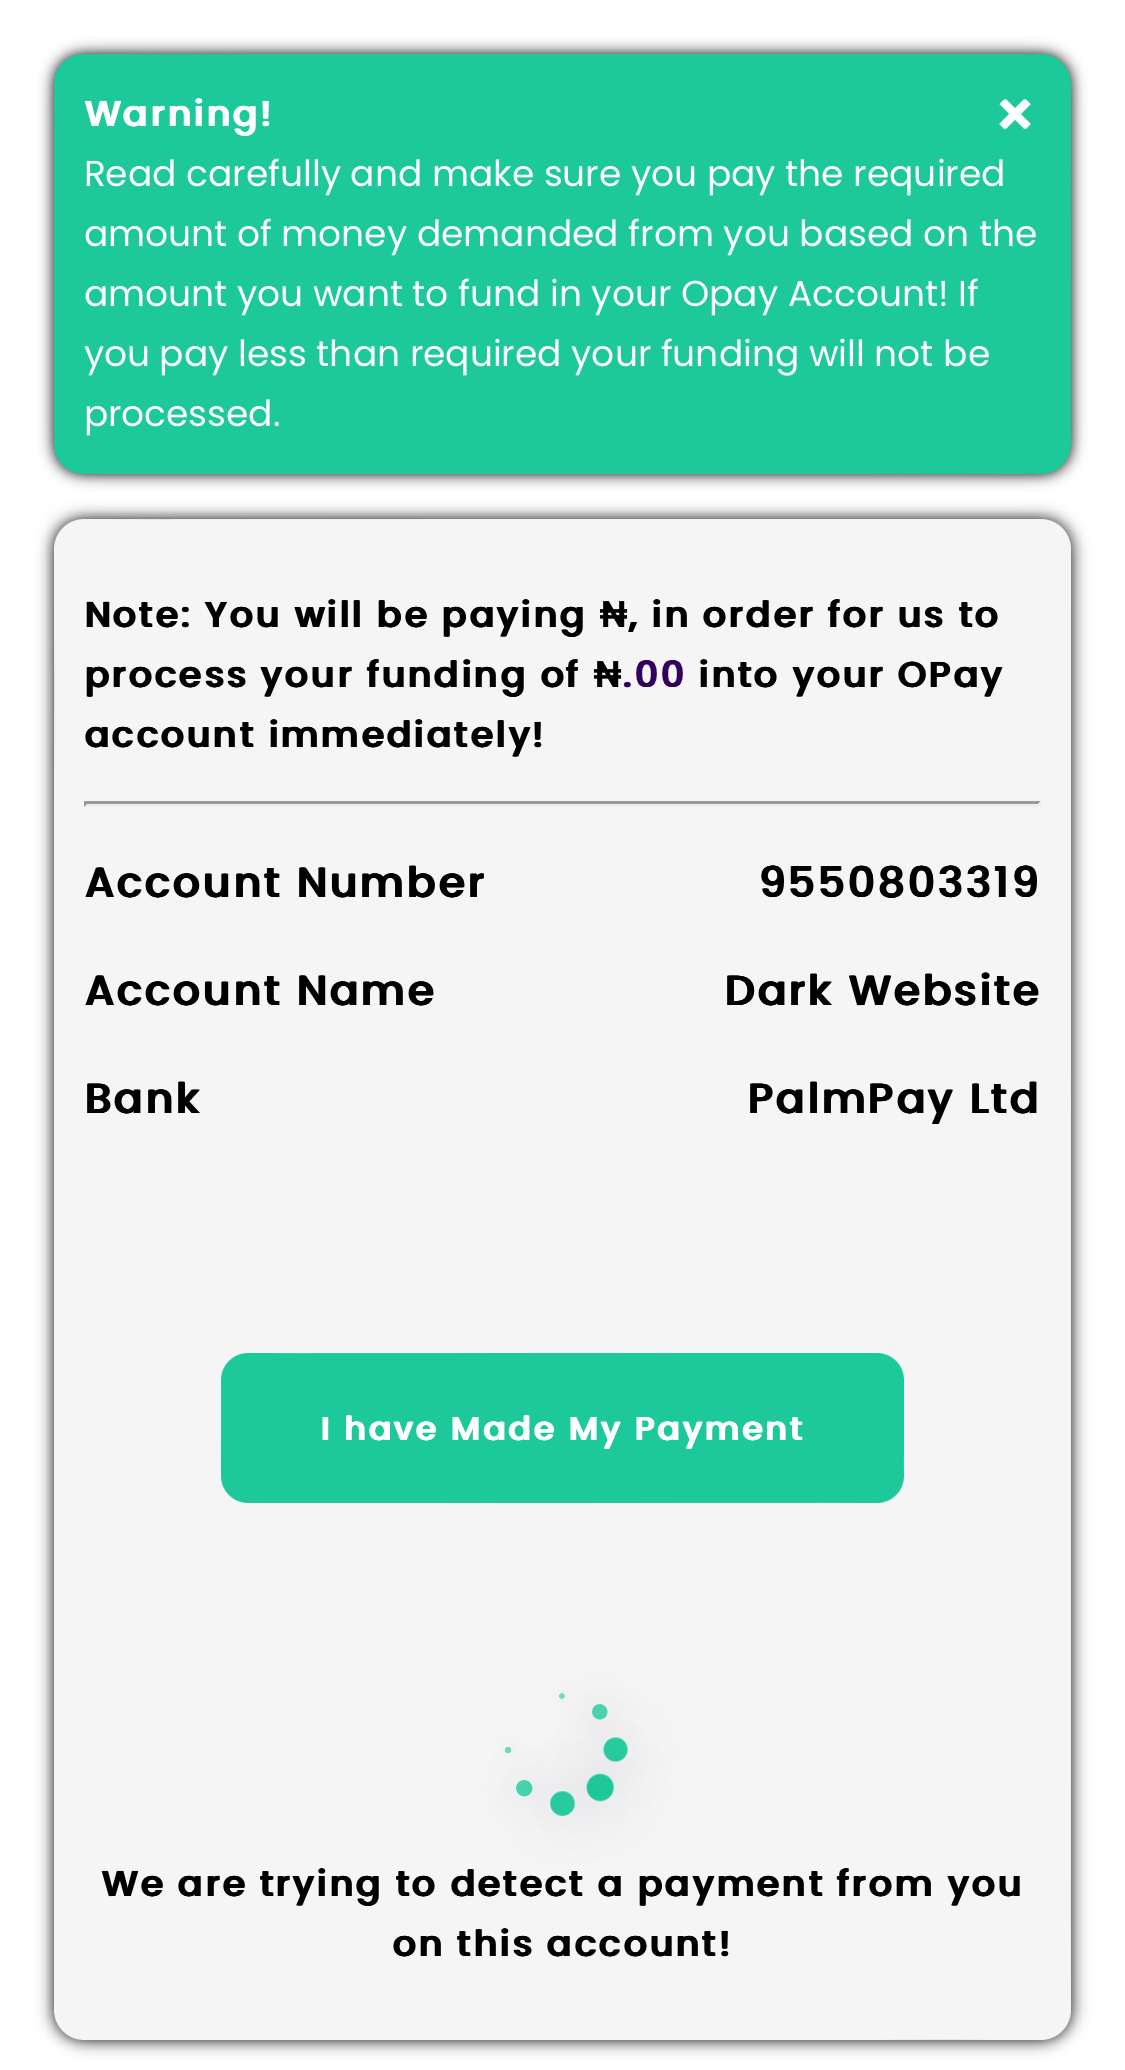 Warning!
Read carefully and make sure you pay the required
amount of money demanded from you based on the
amount you want to fund in your Opay Account! If
you pay less than required your funding will not be
processed.
Note: You will be paying ₦, in order for us to
process your funding of ₦.00 into your OPay
account immediately!
Account Number 9550803319
Account Name Dark Website
Bank PalmPay Ltd
I have Made My Payment
We are trying to detect a payment from you
on this account!